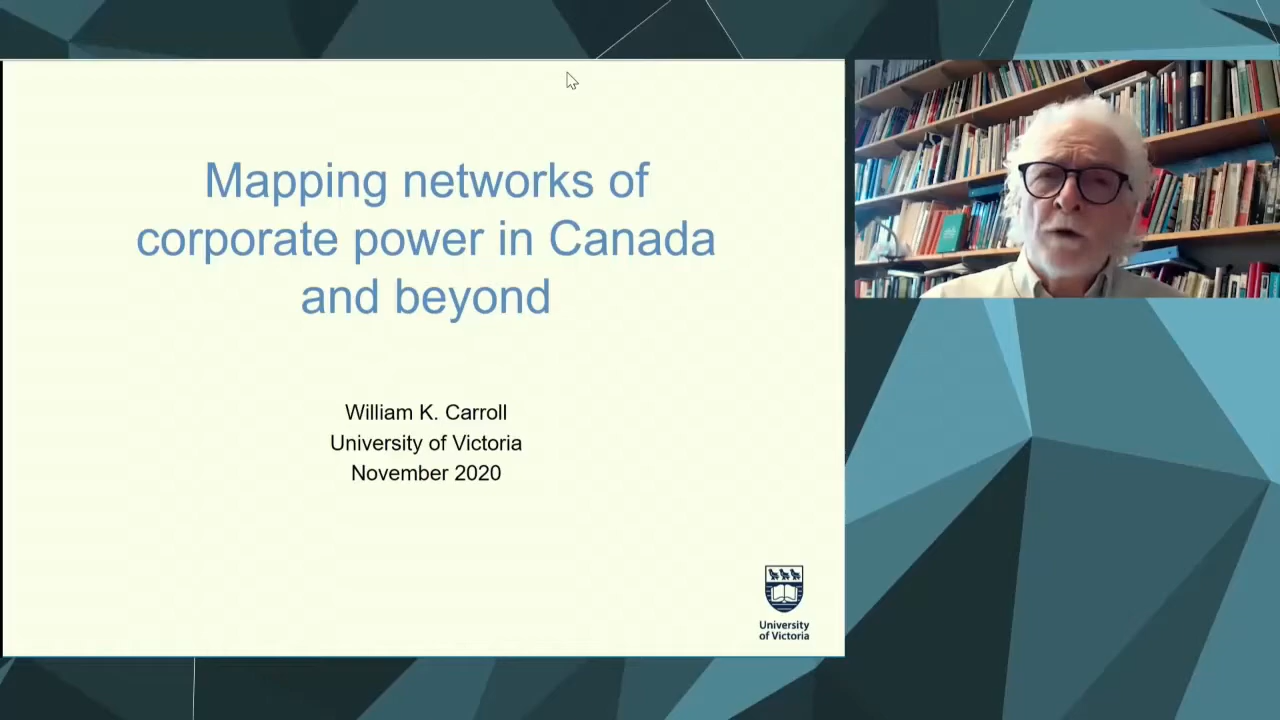 Mapping networks of
corporate power in Canada
and beyond
William K. Carroll
University of Victoria
November 2020
University
of Victoria